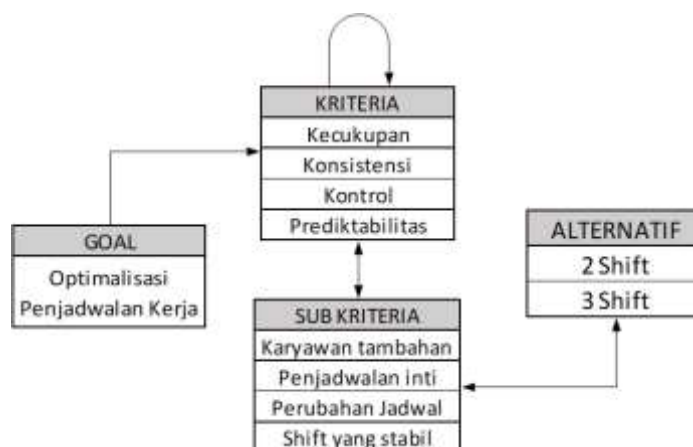 KRITERIA
Kecukupan
Konsistensi
Kontrol
Prediktabilitas
GOAL
Optimalisasi
Penjadwalan Kerja
ALTERNATIF
2 Shift
3 Shift
SUB KRITERIA
Karyawan tambahan
Penjadwalan inti
Perubahan Jadwal
Shift yang stabil